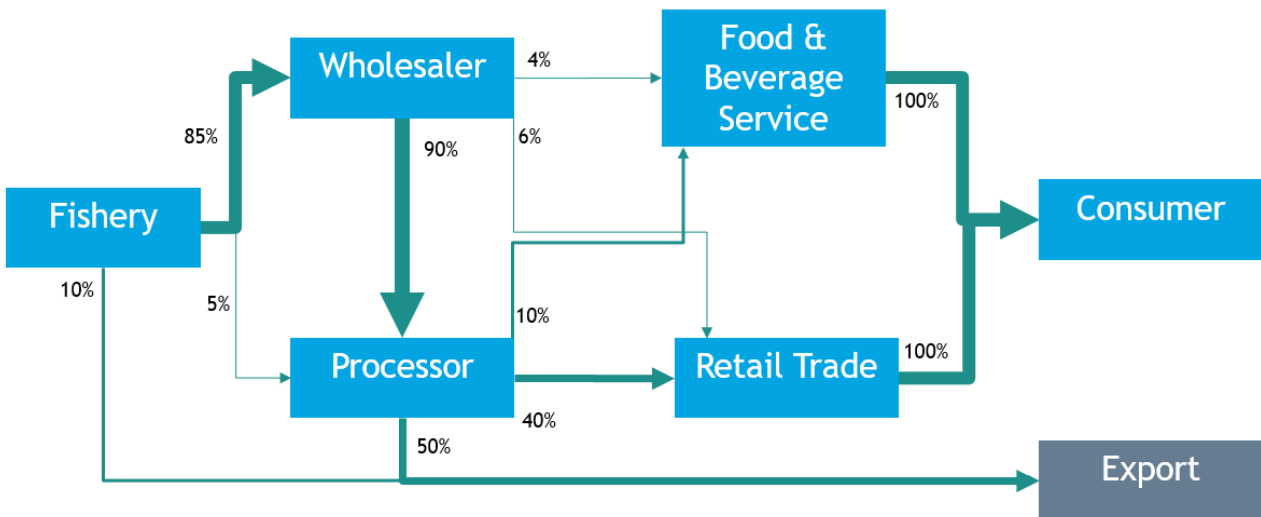 Wholesaler
4%
Food &
Beverage
Service
100%
85%
90%
6%
Fishery
Consumer
10%
5%
10%
Processor
Retail Trade
100%
40%
50%
Export